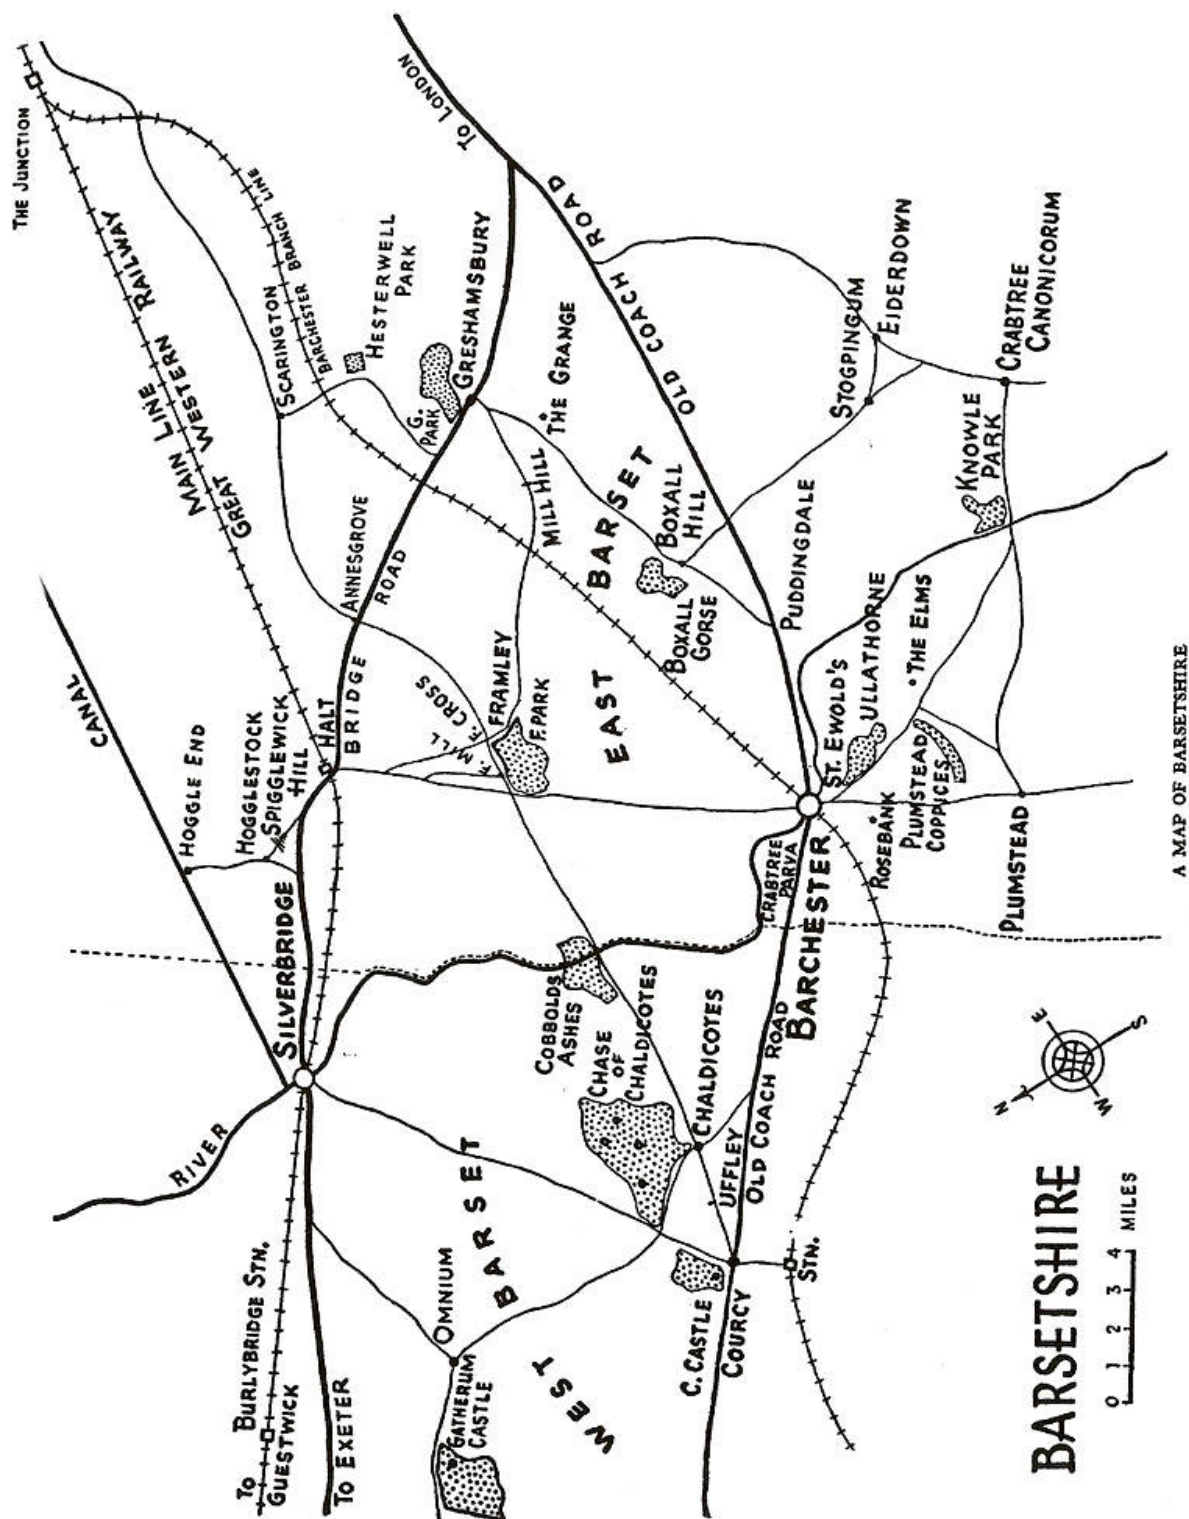 THE JUNCTION
CANAL
MAIN LINE
GREAT WESTERN RAILWAY
BARCHESTER BRANCH LINE
SCARINGTON
HESTERWELL
PARK
TO LONDON
HOGGLE END
HOGGLESTOCK
SPIGGLEWICK
HILL
HALT
BRIDGE
ANNESGROVE
ROAD
G.
PARK
GRESHAMSBURY
RIVER
SILVERBRIDGE
TO
GUESTWICK
BURLYBRIDGE STN.
TO EXETER
F. CROSS
F. MILL
FRAMLEY
F. PARK
MILL HILL
THE GRANGE
OLD COACH ROAD
OMNIUM
GATHERUM
CASTLE
WEST BARSET
EAST BARSET
COBBOLDS
ASHES
CHASE
OF
CHALDICOTES
CHALDICOTES
BOXALL
HILL
BOXALL
GORSE
STOGPINGUM
EIDERDOWN
C. CASTLE
COURCY
UFFLEY
OLD COACH ROAD
CRABTREE
PARVA
BARCHESTER
PUDDINGDALE
ST. EWOLD'S
ULLATHORNE
THE ELMS
KNOWLE
PARK
CRABTREE
CANONICORUM
STN.
ROSEBANK
PLUMSTEAD
COPPICES
PLUMSTEAD
BARSETSHIRE
0 1 2 3 4
MILES
N
E
S
W
A MAP OF BARSETSHIRE